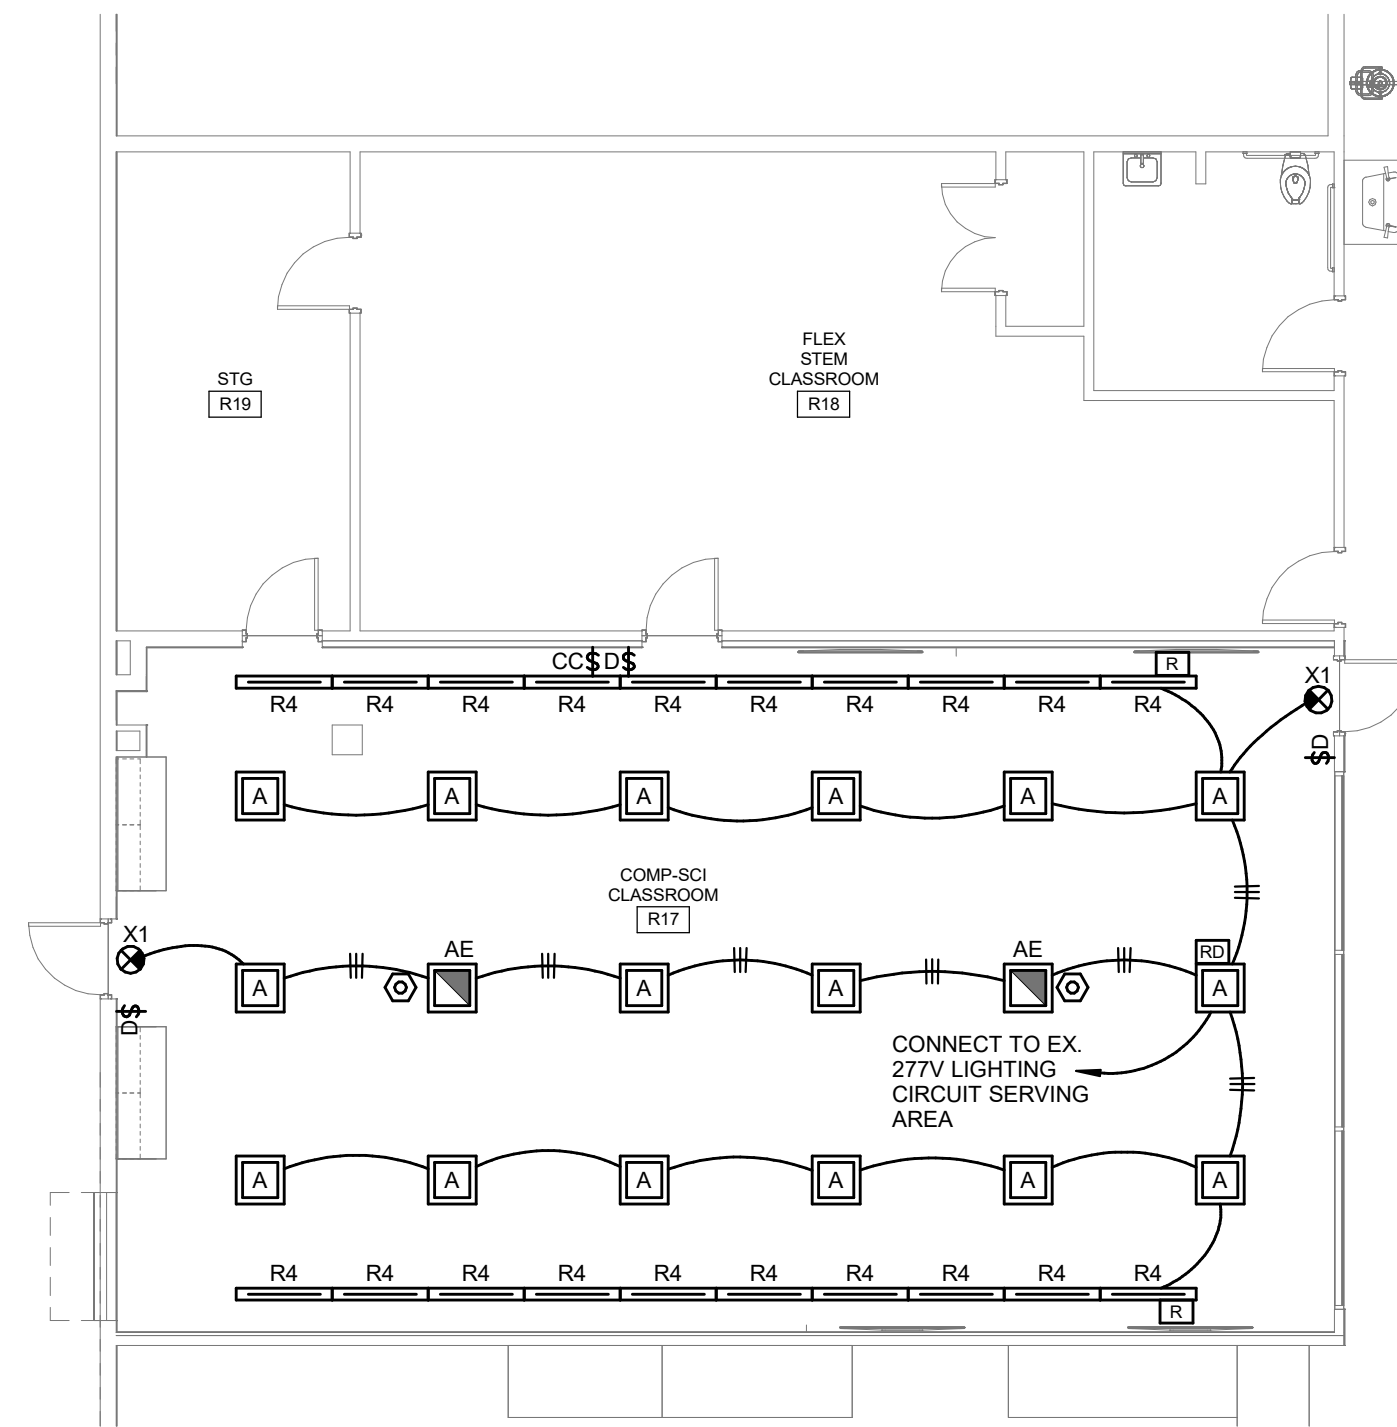 FLEX
STEM
CLASSROOM
R18
STG
R19
CC$ D$
R
X1
R4 R4 R4 R4 R4 R4 R4 R4 R4 R4
$D
A A A A A A
COMP-SCI
CLASSROOM
R17
X1
AE AE
RD
A A A A
D$
CONNECT TO EX.
277V LIGHTING
CIRCUIT SERVING
AREA
A A A A A A
R4 R4 R4 R4 R4 R4 R4 R4 R4 R4
R